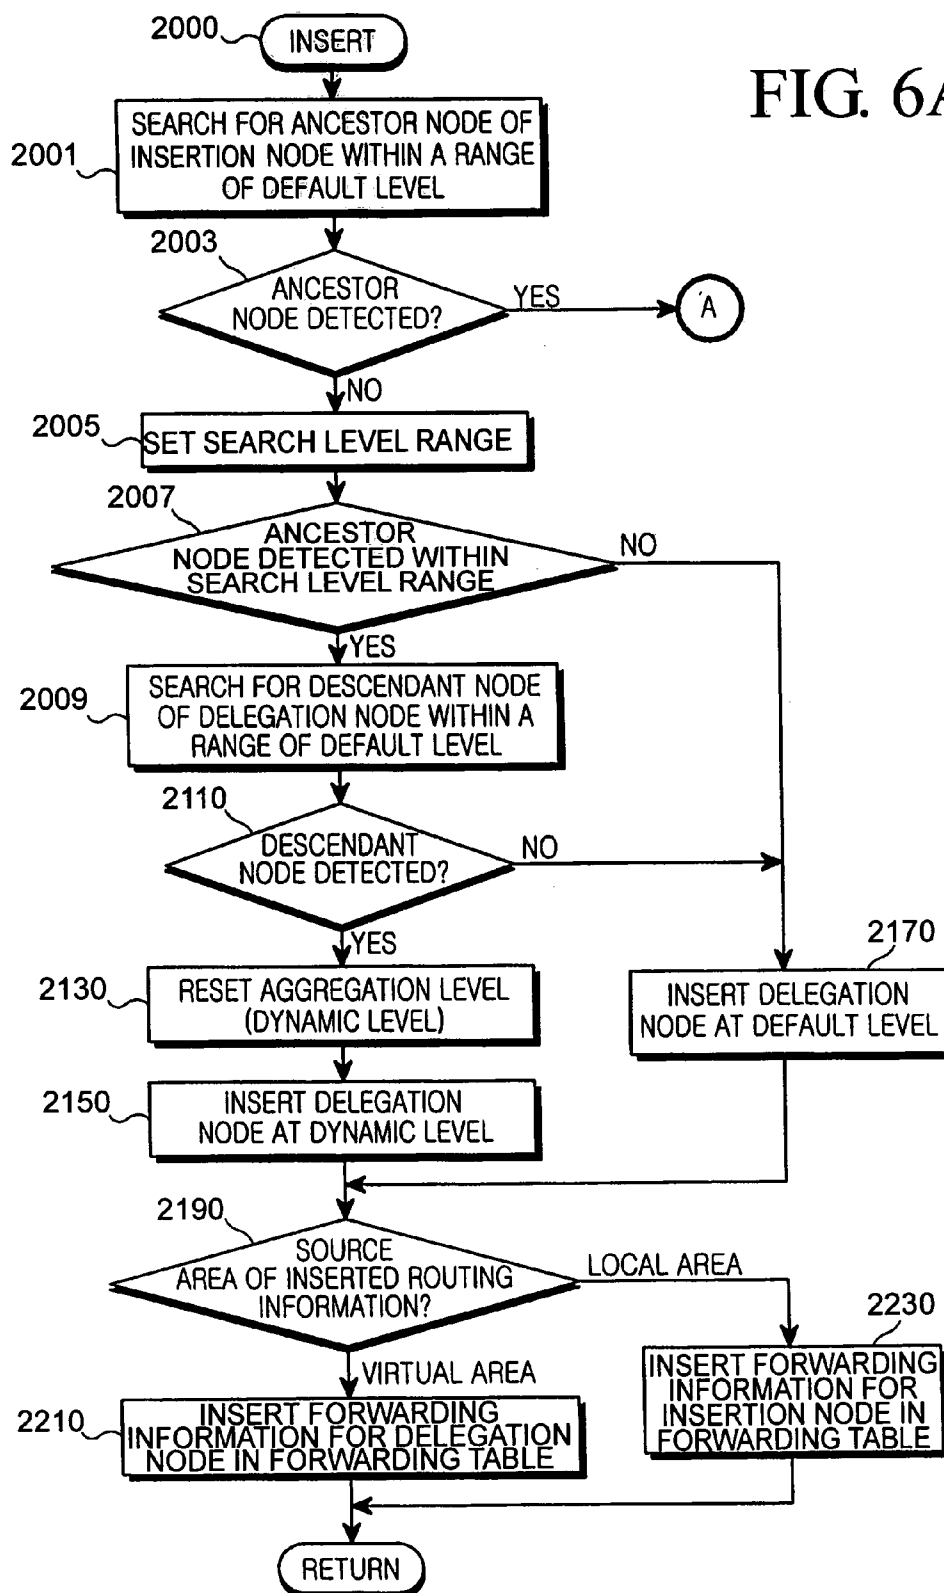 FIG. 6A
2000
INSERT
2001
SEARCH FOR ANCESTOR NODE OF
INSERTION NODE WITHIN A RANGE
OF DEFAULT LEVEL
2003
ANCESTOR
NODE DETECTED?
YES
A
NO
2005
SET SEARCH LEVEL RANGE
2007
ANCESTOR
NODE DETECTED WITHIN
SEARCH LEVEL RANGE
NO
YES
2009
SEARCH FOR DESCENDANT NODE
OF DELEGATION NODE WITHIN A
RANGE OF DEFAULT LEVEL
2110
DESCENDANT
NODE DETECTED?
NO
YES
2130
RESET AGGREGATION LEVEL
(DYNAMIC LEVEL)
2170
INSERT DELEGATION
NODE AT DEFAULT LEVEL
2150
INSERT DELEGATION
NODE AT DYNAMIC LEVEL
2190
SOURCE
AREA OF INSERTED ROUTING
INFORMATION?
LOCAL AREA
VIRTUAL AREA
2230
INSERT FORWARDING
INFORMATION FOR
INSERTION NODE IN
FORWARDING TABLE
2210
INSERT FORWARDING
INFORMATION FOR DELEGATION
NODE IN FORWARDING TABLE
RETURN